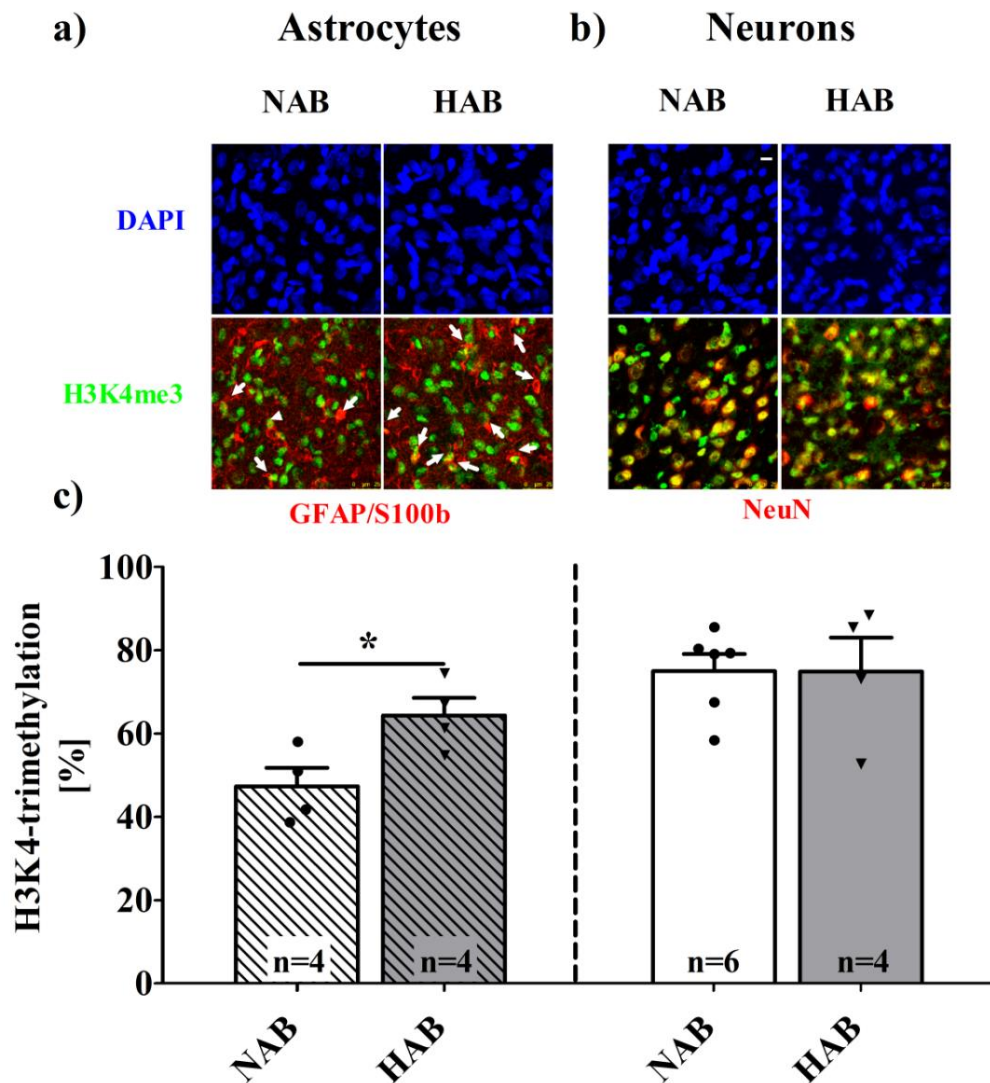 a) Astrocytes b) Neurons
NAB HAB NAB HAB
DAPI
H3K4me3
GFAP/S100b NeuN
c)
H3K4-trimethylation
[%]
100
80
60
40
20
0
*
n=4 n=4 n=6 n=4
NAB HAB NAB HAB